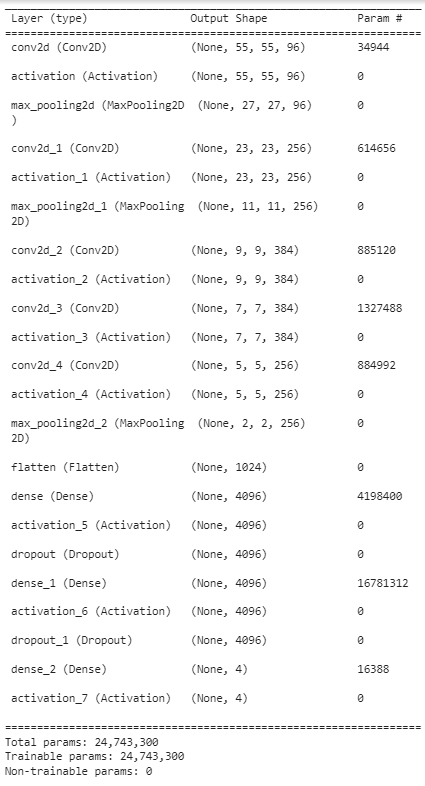 Layer (type) Output Shape Param #
conv2d (Conv2D) (None, 55, 55, 96) 34944
activation (Activation) (None, 55, 55, 96) 0
max_pooling2d (MaxPooling2D (None, 27, 27, 96) 0
)
conv2d_1 (Conv2D) (None, 23, 23, 256) 614656
activation_1 (Activation) (None, 23, 23, 256) 0
max_pooling2d_1 (MaxPooling (None, 11, 11, 256) 0
2D)
conv2d_2 (Conv2D) (None, 9, 9, 384) 885120
activation_2 (Activation) (None, 9, 9, 384) 0
conv2d_3 (Conv2D) (None, 7, 7, 384) 1327488
activation_3 (Activation) (None, 7, 7, 384) 0
conv2d_4 (Conv2D) (None, 5, 5, 256) 884992
activation_4 (Activation) (None, 5, 5, 256) 0
max_pooling2d_2 (MaxPooling (None, 2, 2, 256) 0
2D)
flatten (Flatten) (None, 1024) 0
dense (Dense) (None, 4096) 4198400
activation_5 (Activation) (None, 4096) 0
dropout (Dropout) (None, 4096) 0
dense_1 (Dense) (None, 4096) 16781312
activation_6 (Activation) (None, 4096) 0
dropout_1 (Dropout) (None, 4096) 0
dense_2 (Dense) (None, 4) 16388
activation_7 (Activation) (None, 4) 0
Total params: 24,743,300
Trainable params: 24,743,300
Non-trainable params: 0